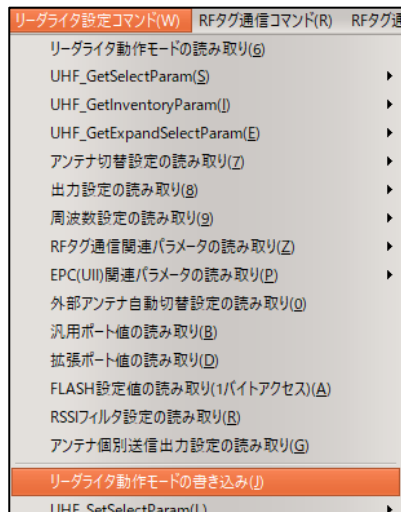 リーダライタ設定コマンド(W) RFタグ通信コマンド(R) RFタグ通
リーダライタ動作モードの読み取り(6)
UHF_GetSelectParam(S)
UHF_GetInventoryParam(I)
UHF_GetExpandSelectParam(E)
アンテナ切替設定の読み取り(7)
出力設定の読み取り(8)
周波数設定の読み取り(9)
RFタグ通信関連パラメータの読み取り(Z)
EPC(UII)関連パラメータの読み取り(P)
外部アンテナ自動切替設定の読み取り(0)
汎用ポート値の読み取り(B)
拡張ポート値の読み取り(D)
FLASH設定値の読み取り(1バイトアクセス)(A)
RSSIフィルタ設定の読み取り(R)
アンテナ個別送信出力設定の読み取り(G)
リーダライタ動作モードの書き込み(J)
UHF_SetSelectParam(L)